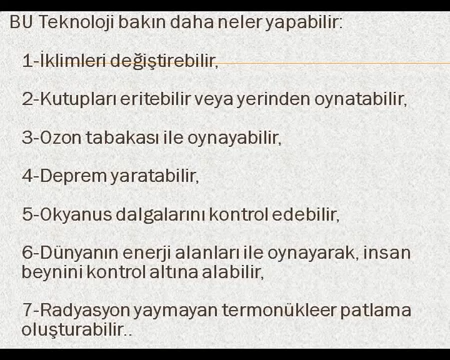 BU Teknoloji bakın daha neler yapabilir:
1-İklimleri değiştirebilir,
2-Kutupları eritebilir veya yerinden oynatabilir,
3-Ozon tabakası ile oynayabilir,
4-Deprem yaratabilir,
5-Okyanus dalgalarını kontrol edebilir,
6-Dünyanın enerji alanları ile oynayarak, insan
beynini kontrol altına alabilir,
7-Radyasyon yaymayan termonükleer patlama
oluşturabilir..